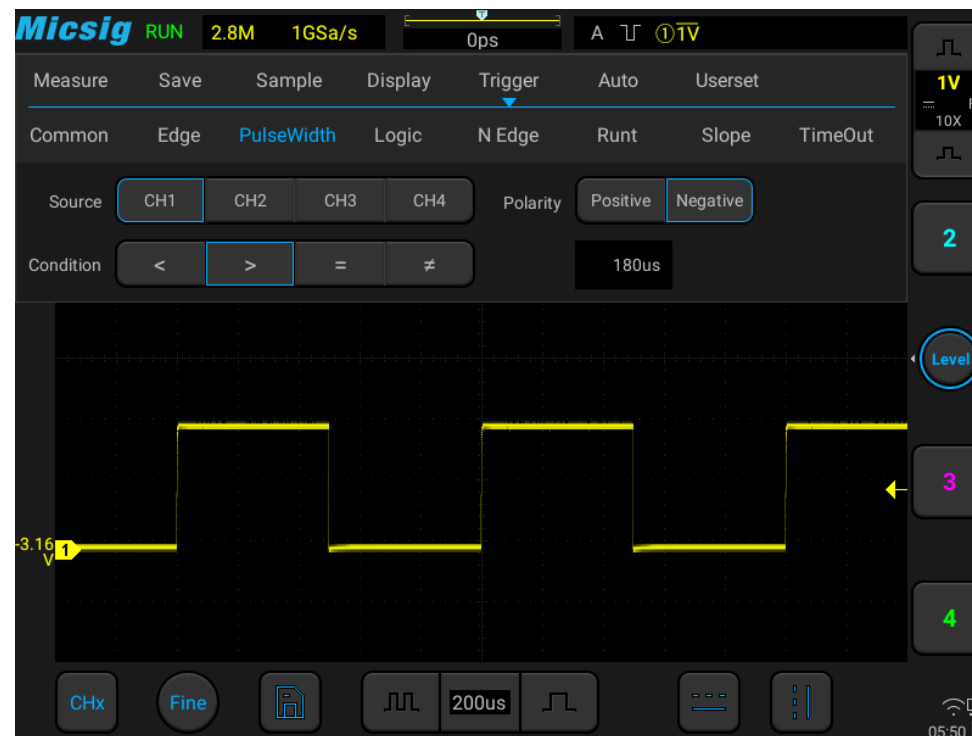 Micsig RUN 2.8M 1GSa/s T 0ps A ①1V
Measure Save Sample Display Trigger Auto Userset
Common Edge PulseWidth Logic N Edge Runt Slope TimeOut
1V
10X
Source CH1 CH2 CH3 CH4 Polarity Positive Negative
Condition < > = ≠ 180us
2
Level
3
-3.16
V
1
4
CHx Fine 200us
05:50